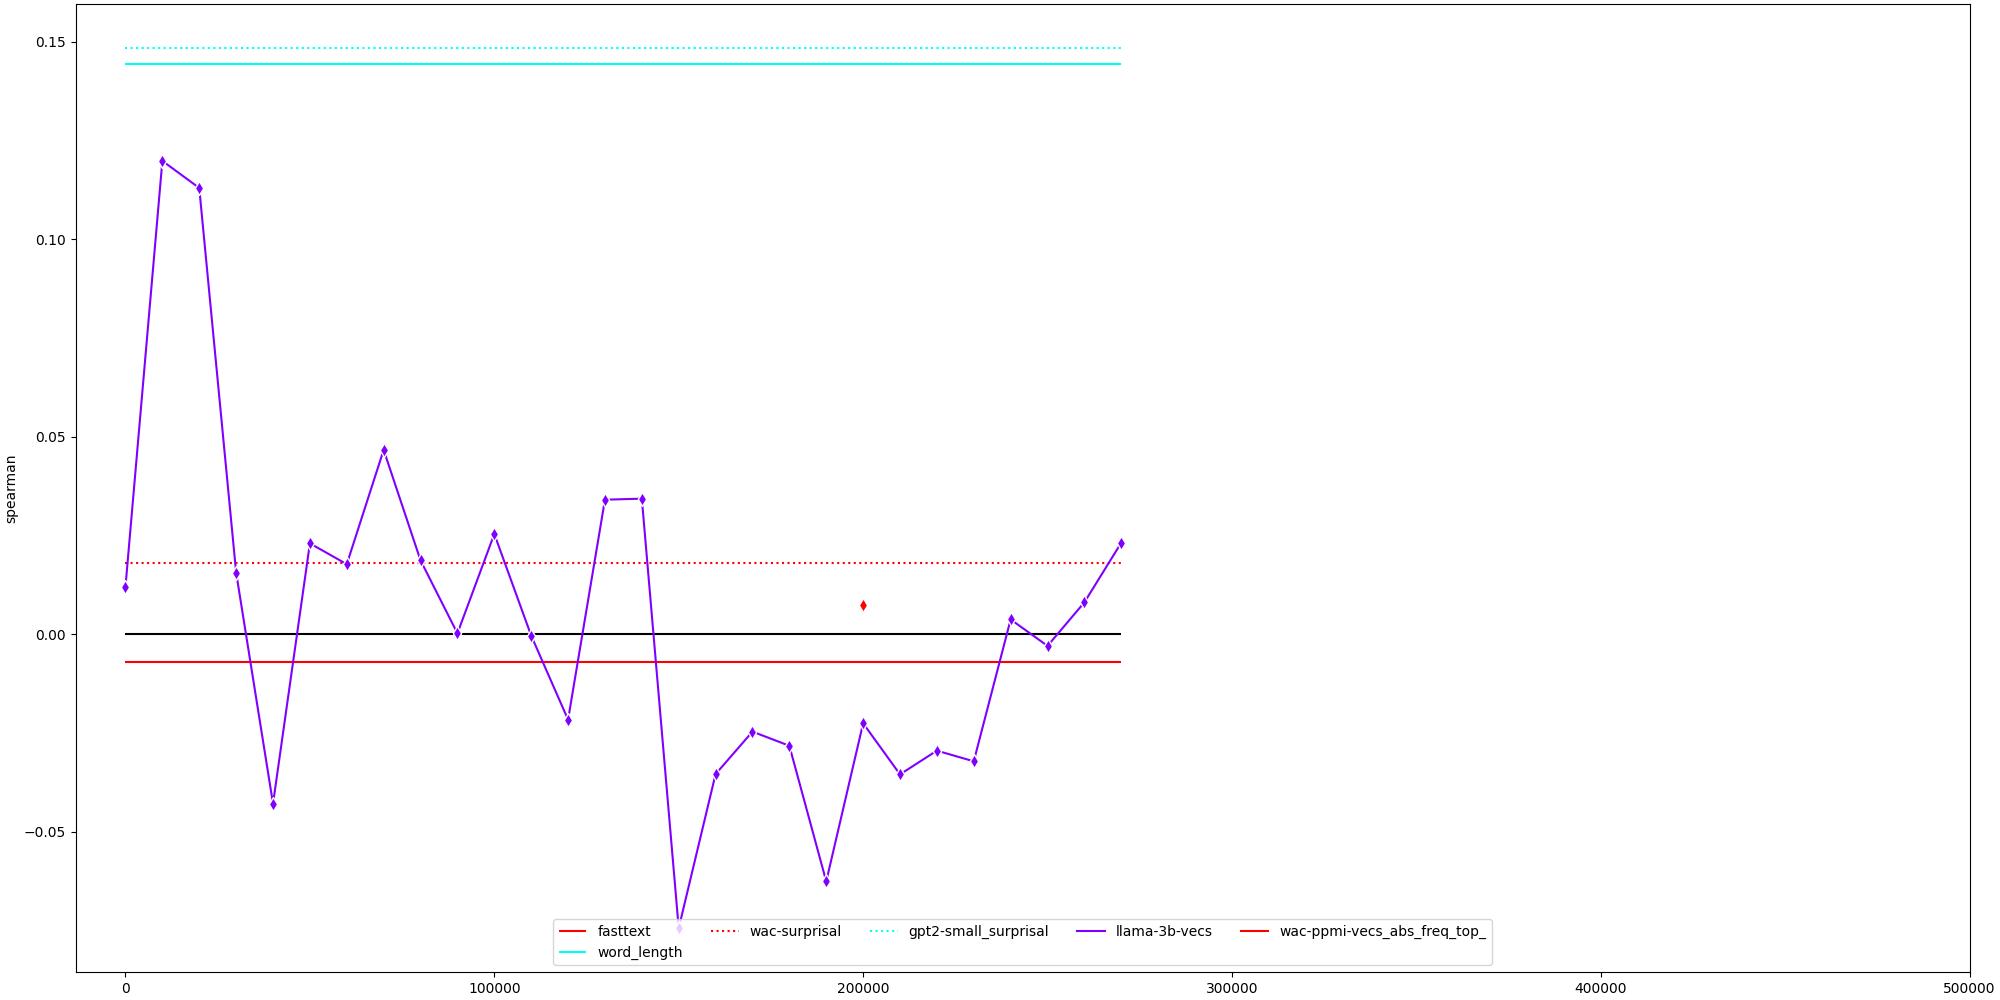 0.15
0.10
0.05
0.00
−0.05
spearman
fasttext wac-surprisal gpt2-small_surprisal llama-3b-vecs wac-ppmi-vecs_abs_freq_top_
word_length
0 100000 200000 300000 400000 500000